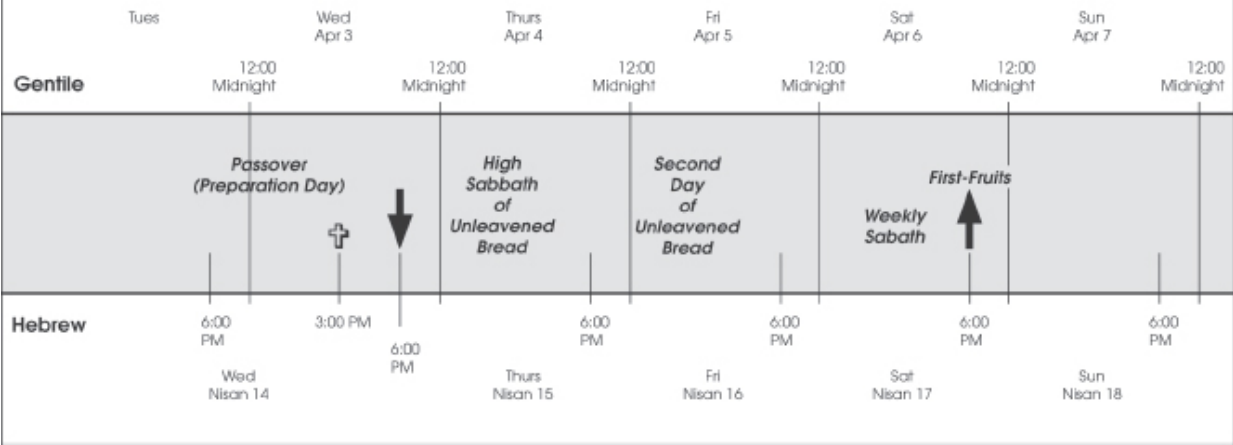 Tues
Wed
Apr 3
Thurs
Apr 4
Fri
Apr 5
Sat
Apr 6
Sun
Apr 7
Gentile
12:00
Midnight
12:00
Midnight
12:00
Midnight
12:00
Midnight
12:00
Midnight
12:00
Midnight
Passover
(Preparation Day)
High
Sabbath
of
Unleavened
Bread
Second
Day
of
Unleavened
Bread
Weekly
Sabath
First-Fruits
Hebrew
6:00
PM
3:00 PM
6:00
PM
6:00
PM
6:00
PM
6:00
PM
6:00
PM
Wed
Nisan 14
Thurs
Nisan 15
Fri
Nisan 16
Sat
Nisan 17
Sun
Nisan 18